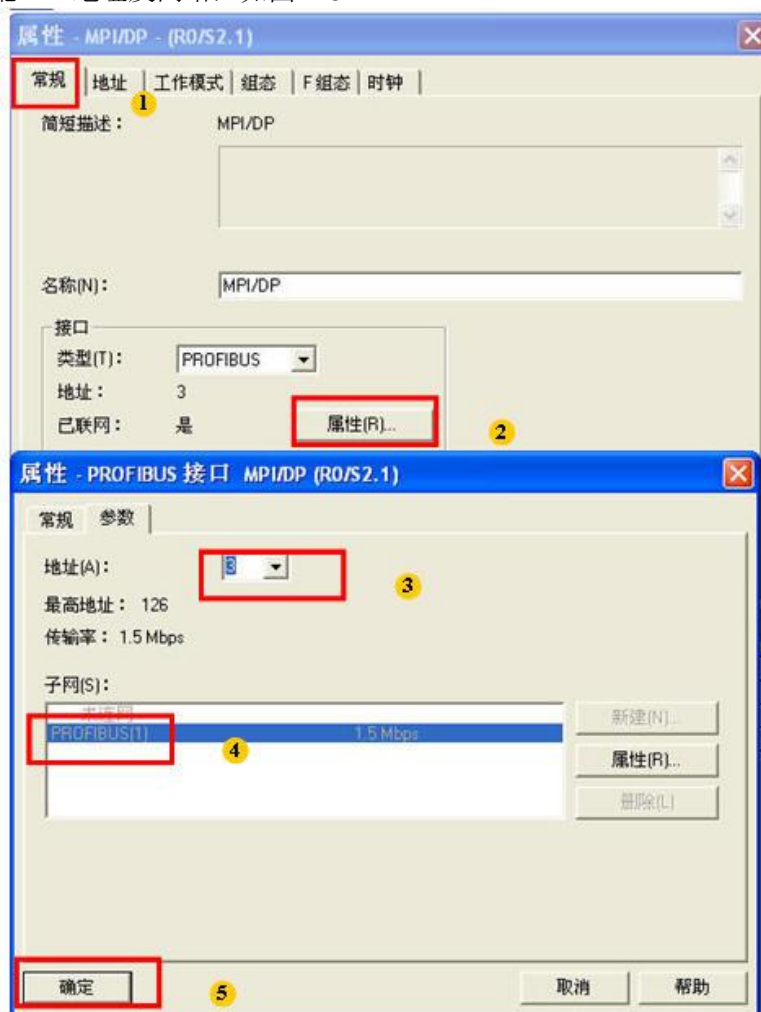 属性 - MPI/DP - (R0/S2.1)
常规 地址 工作模式 组态 F组态 时钟
1
简短描述： MPI/DP
名称(N)： MPI/DP
接口
类型(T)： PROFIBUS
地址： 3
已联网： 是 属性(R)...
2
属性 - PROFIBUS 接口 MPI/DP (R0/S2.1)
常规 参数
地址(A)： 3
3
最高地址： 126
传输率： 1.5 Mbps
子网(S)：
未连网
新建(N)...
PROFIBUS(1) 1.5 Mbps
4
属性(R)...
删除(L)
确定
5
取消 帮助